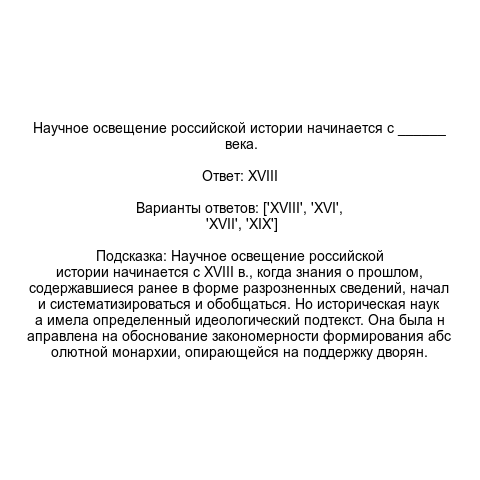 Научное освещение российской истории начинается с ______
века.
Ответ: XVIII
Варианты ответов: ['XVIII', 'XVI',
'XVII', 'XIX']
Подсказка: Научное освещение российской
истории начинается с XVIII в., когда знания о прошлом,
содержавшиеся ранее в форме разрозненных сведений, начал
и систематизироваться и обобщаться. Но историческая наук
а имела определенный идеологический подтекст. Она была н
аправлена на обоснование закономерности формирования абс
олютной монархии, опирающейся на поддержку дворян.